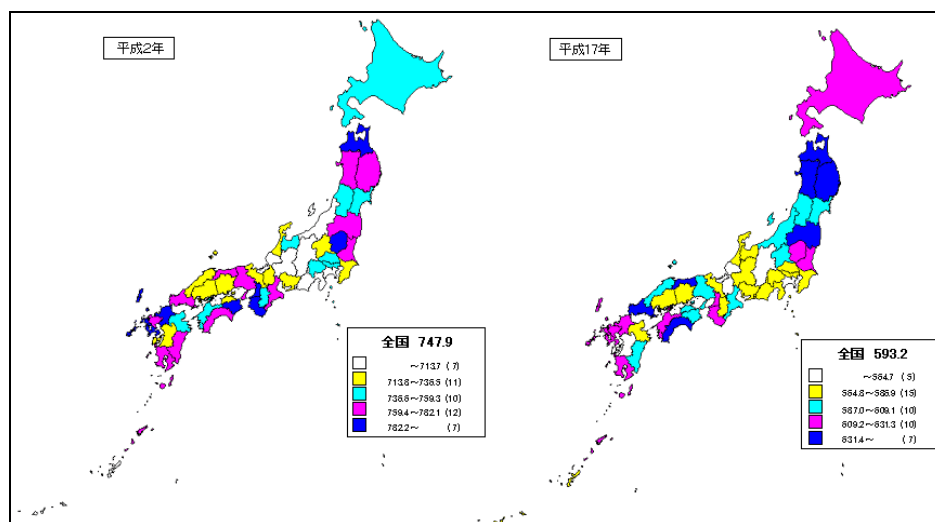 平成2年
平成17年
全国 747.9
～713.7 (7)
713.8～736.5 (11)
736.6～759.3 (10)
759.4～782.1 (12)
782.2～ (7)
全国 593.2
～564.7 (5)
564.8～586.9 (15)
587.0～609.1 (10)
609.2～631.3 (10)
631.4～ (7)